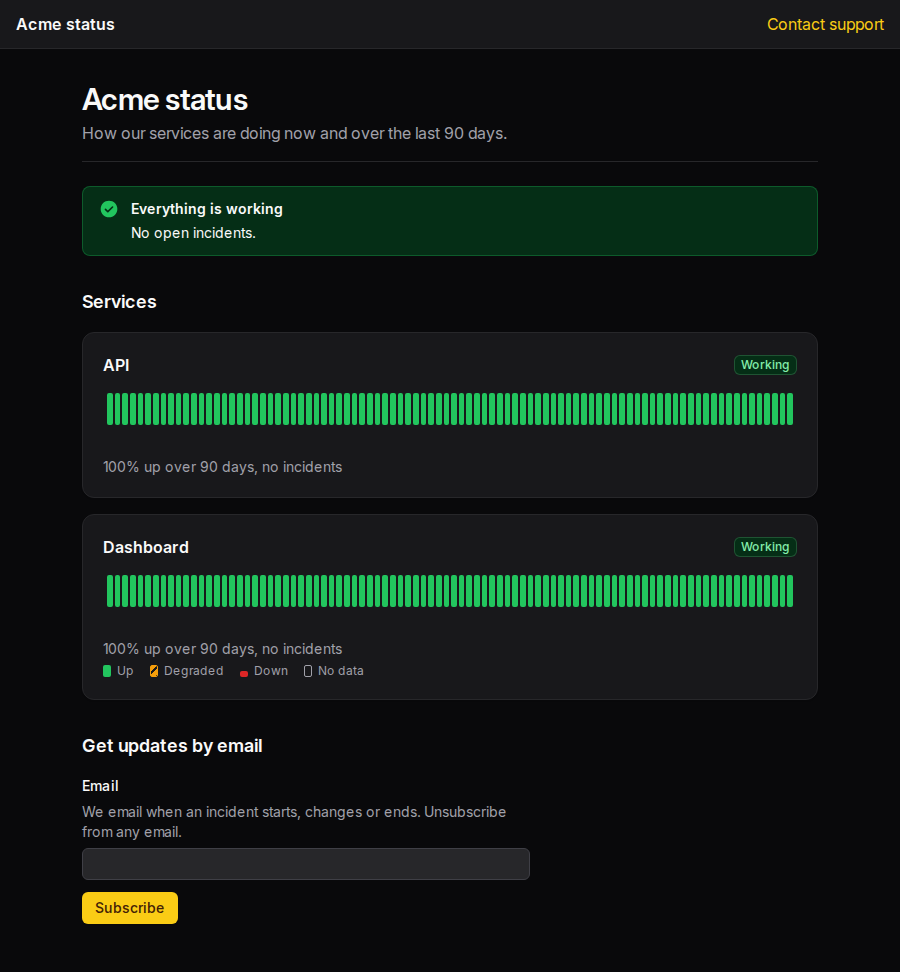 Acme status
Contact support
Acme status
How our services are doing now and over the last 90 days.
Everything is working
No open incidents.
Services
API
Working
100% up over 90 days, no incidents
Dashboard
Working
100% up over 90 days, no incidents
Up Degraded Down No data
Get updates by email
Email
We email when an incident starts, changes or ends. Unsubscribe
from any email.
Subscribe